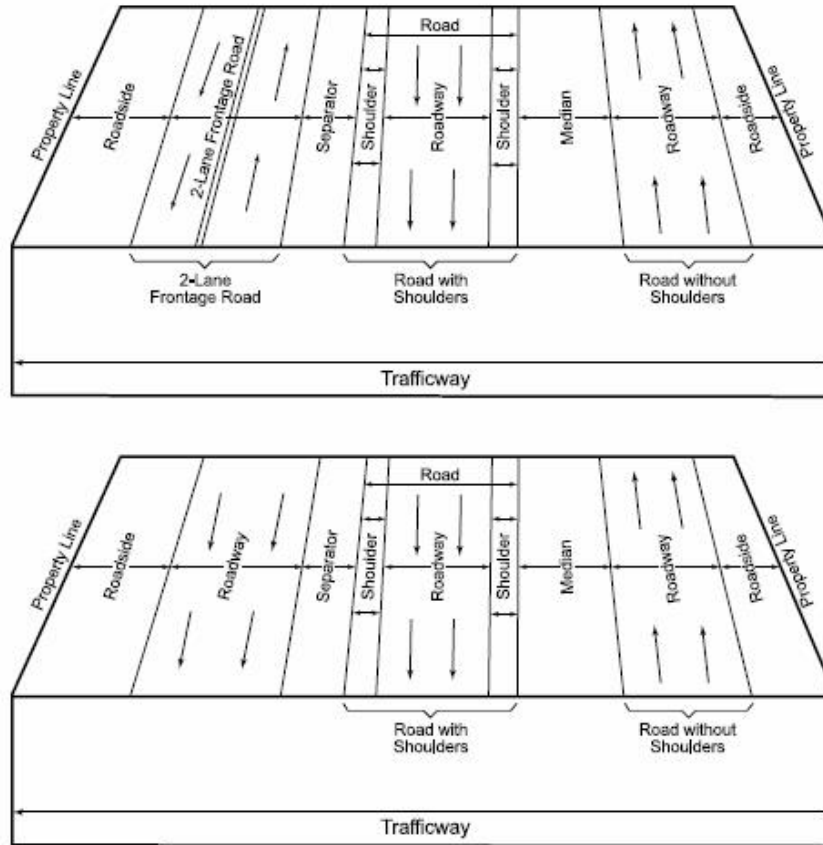 Road
Property Line
Roadside
2-Lane Frontage Road
Separator
Shoulder
Roadway
Shoulder
Median
Roadway
Roadside
Property Line
2-Lane
Frontage Road
Road with
Shoulders
Road without
Shoulders
Trafficway
Road
Property Line
Roadside
Roadway
Separator
Shoulder
Roadway
Shoulder
Median
Roadway
Roadside
Property Line
Road with
Shoulders
Road without
Shoulders
Trafficway